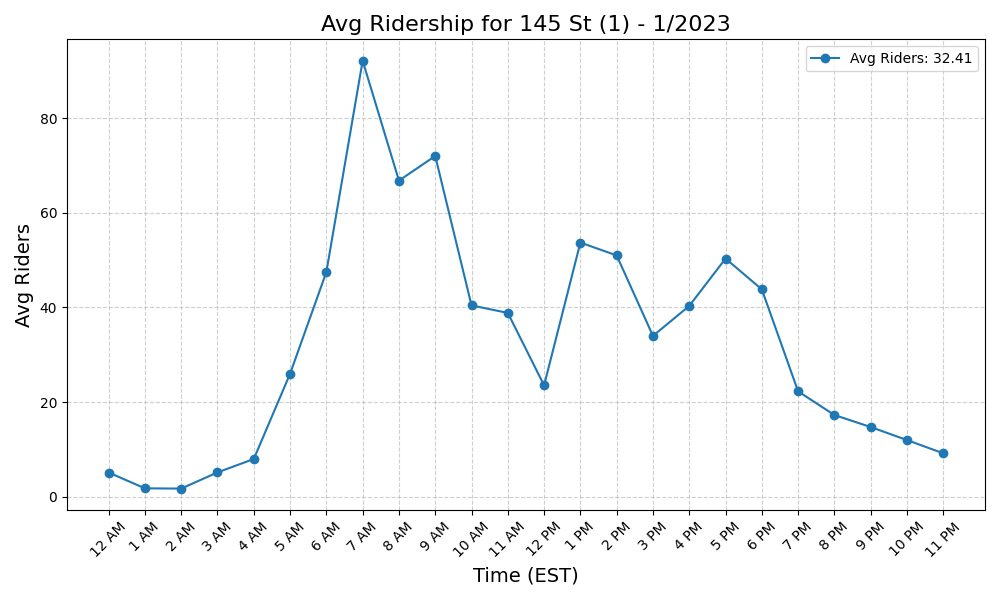 Avg Ridership for 145 St (1) - 1/2023
Avg Riders: 32.41
Avg Riders
80
60
40
20
0
12 AM
1 AM
2 AM
3 AM
4 AM
5 AM
6 AM
7 AM
8 AM
9 AM
10 AM
11 AM
12 PM
1 PM
2 PM
3 PM
4 PM
5 PM
6 PM
7 PM
8 PM
9 PM
10 PM
11 PM
Time (EST)